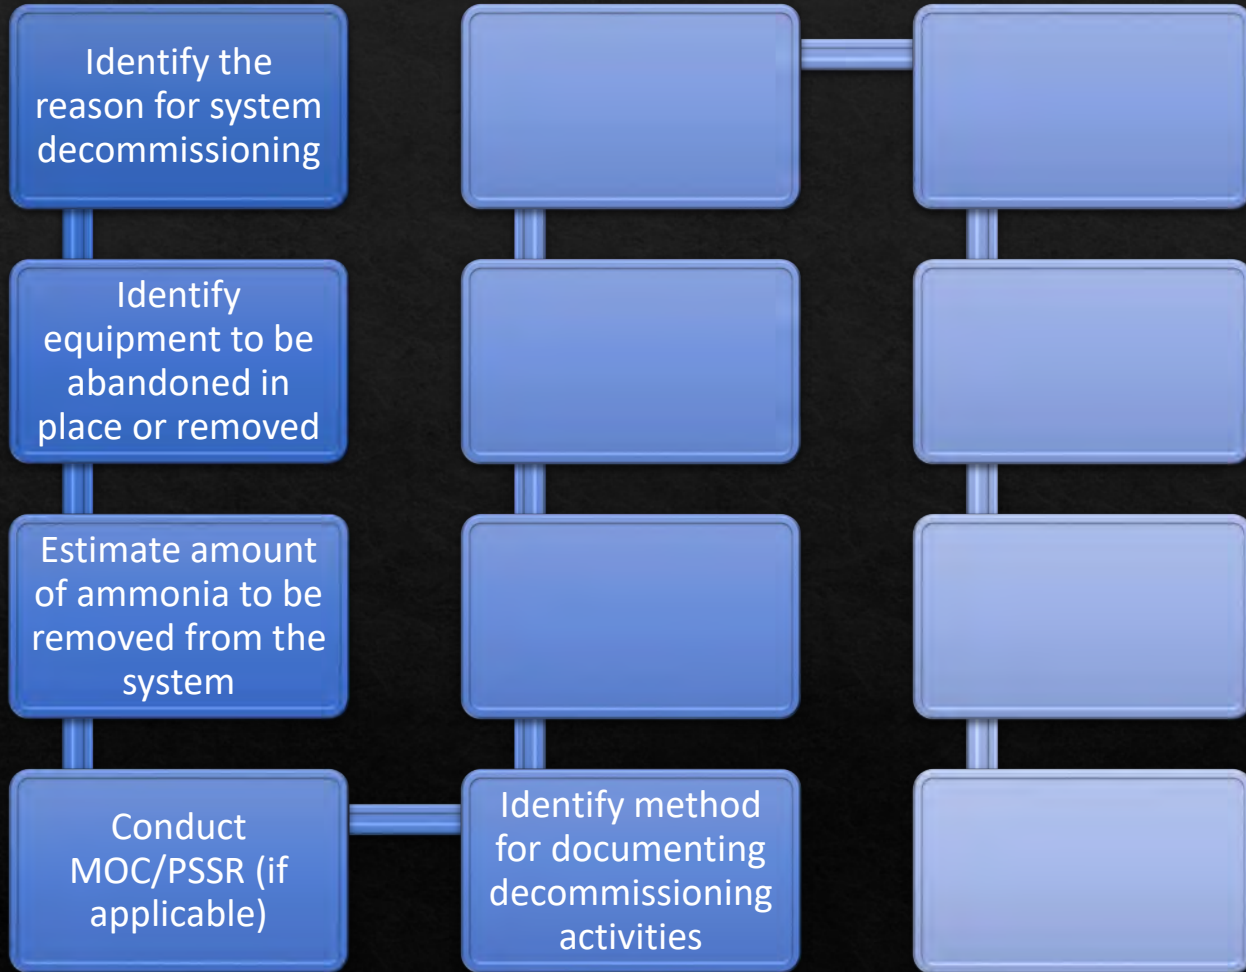 Identify the
reason for system
decommissioning
Identify
equipment to be
abandoned in
place or removed
Estimate amount
of ammonia to be
removed from the
system
Conduct
MOC/PSSR (if
applicable)
Identify method
for documenting
decommissioning
activities